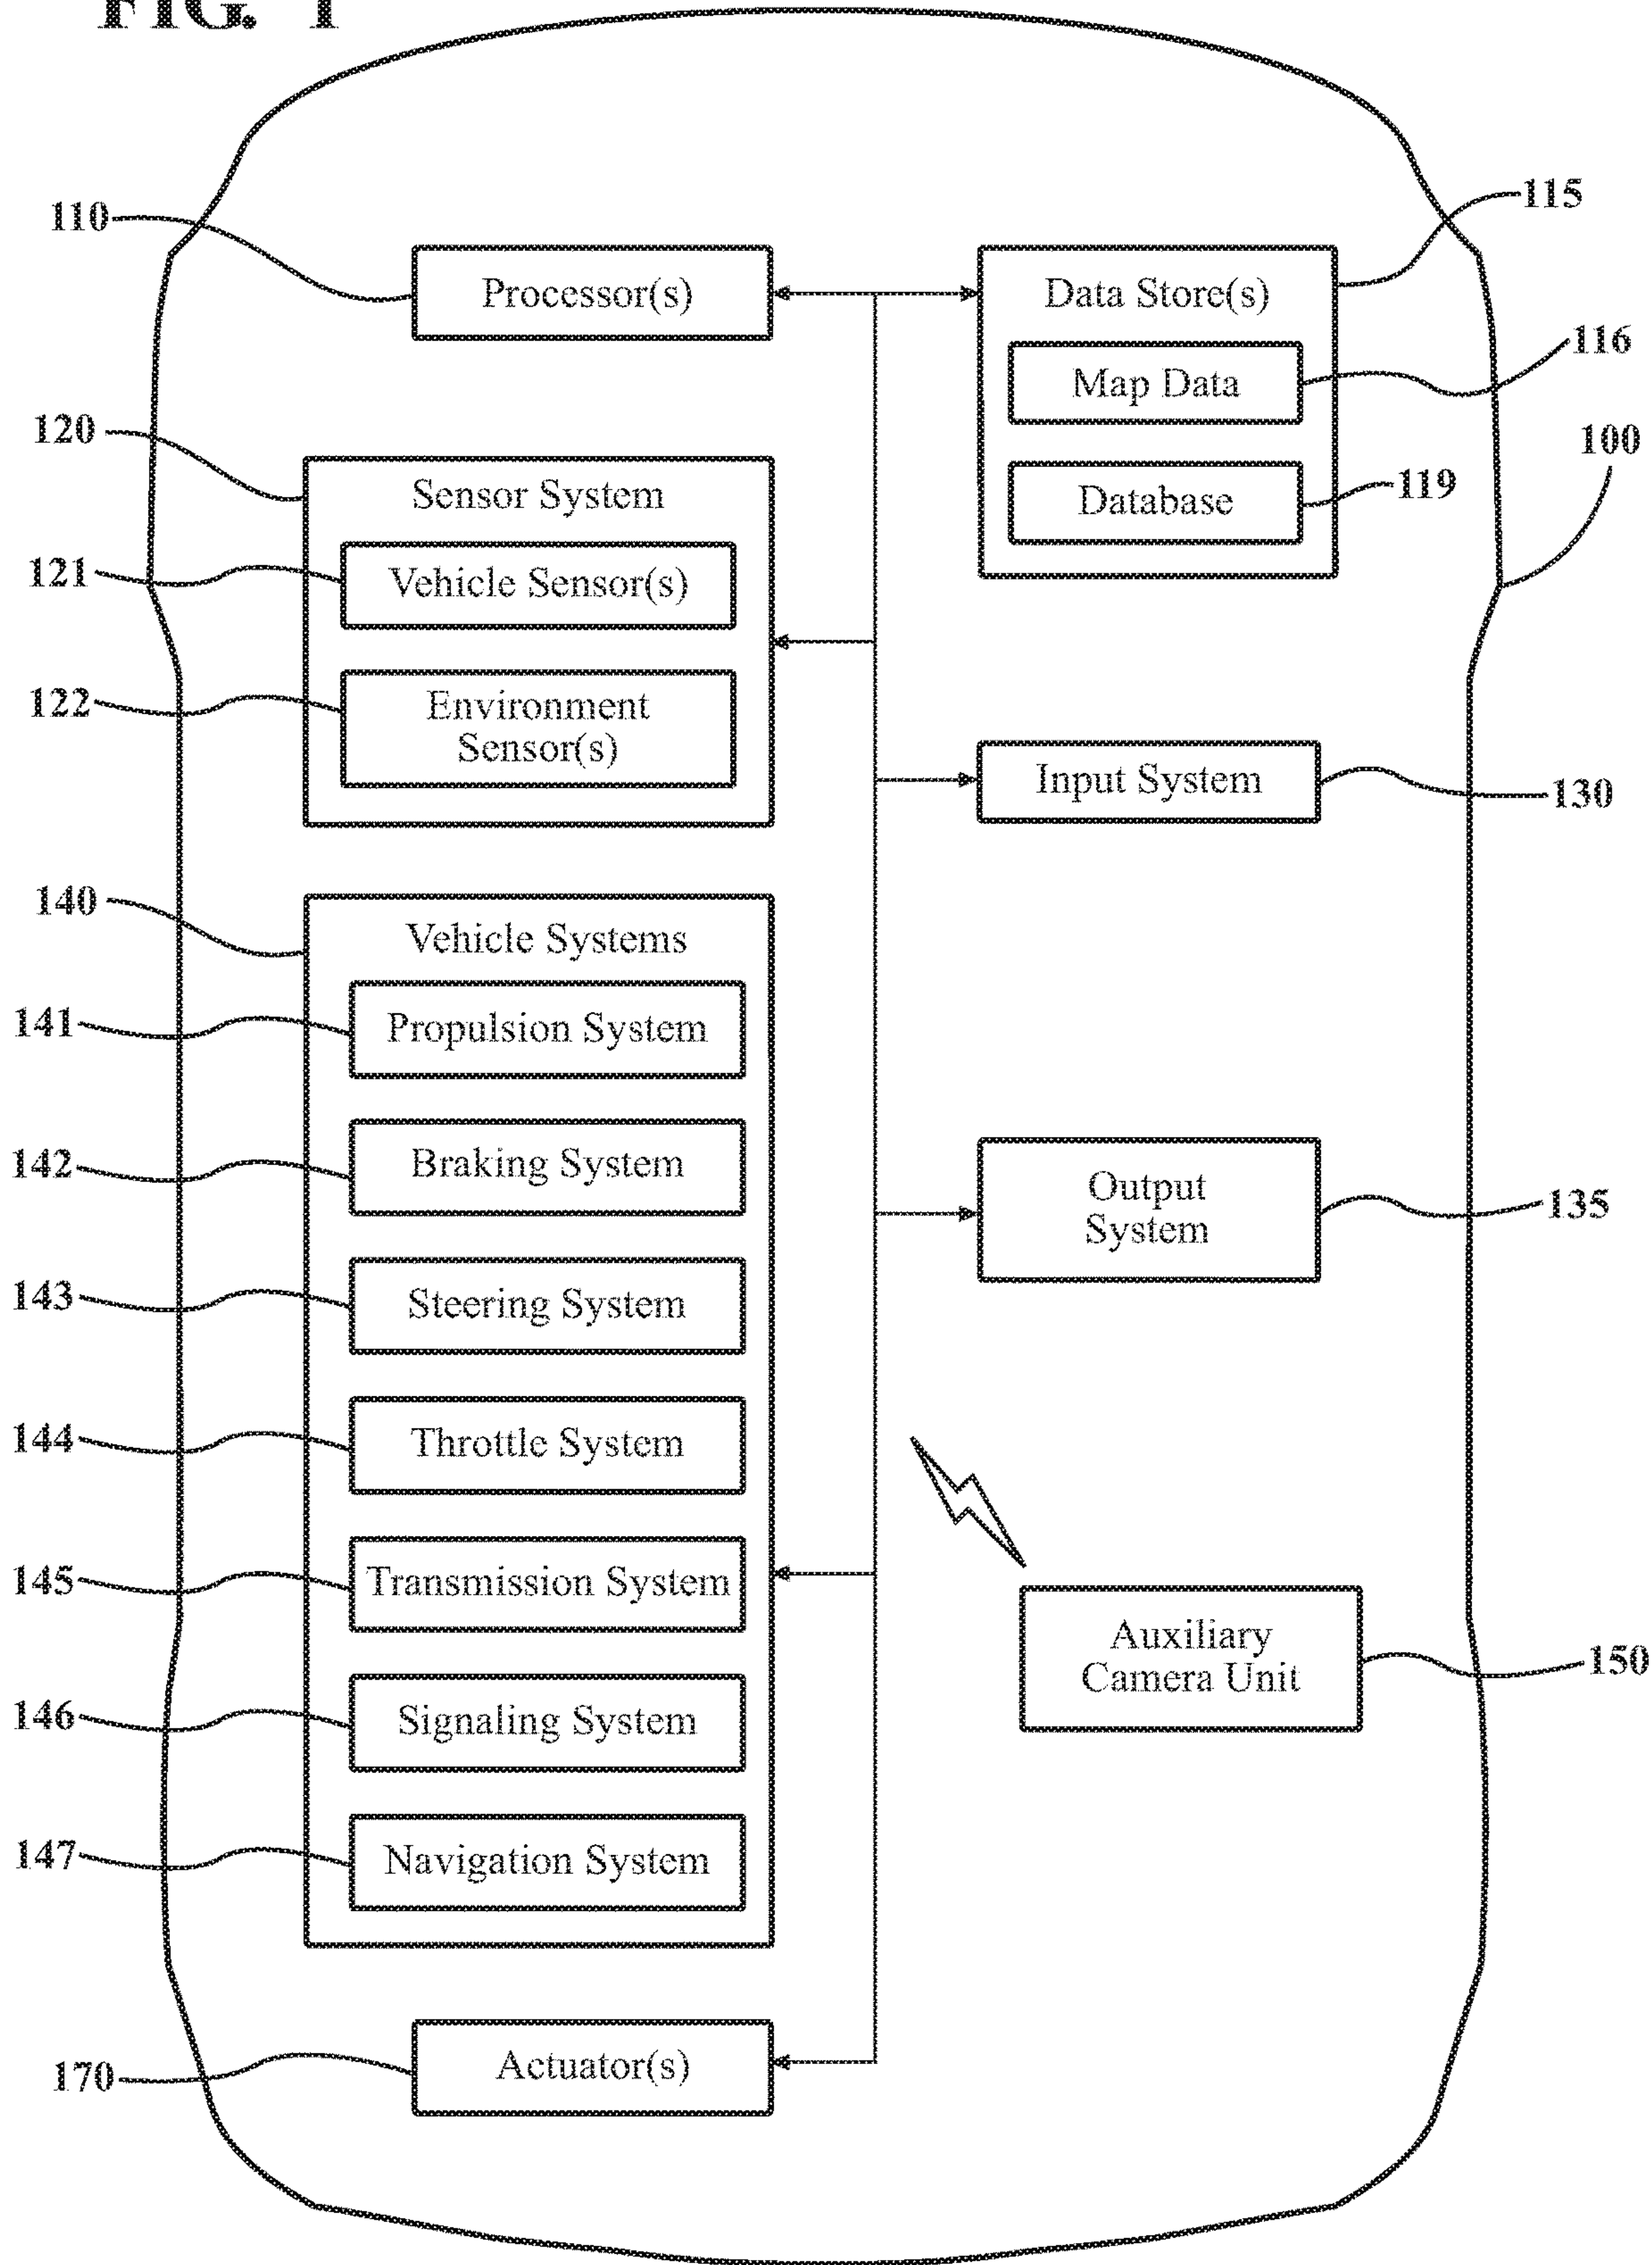 FIG. 1
110
Processor(s)
115
Data Store(s)
116
Map Data
100
119
Database
120
Sensor System
121
Vehicle Sensor(s)
122
Environment
Sensor(s)
Input System
130
140
Vehicle Systems
141
Propulsion System
142
Braking System
Output
System
135
143
Steering System
144
Throttle System
145
Transmission System
Auxiliary
Camera Unit
150
146
Signaling System
147
Navigation System
170
Actuator(s)